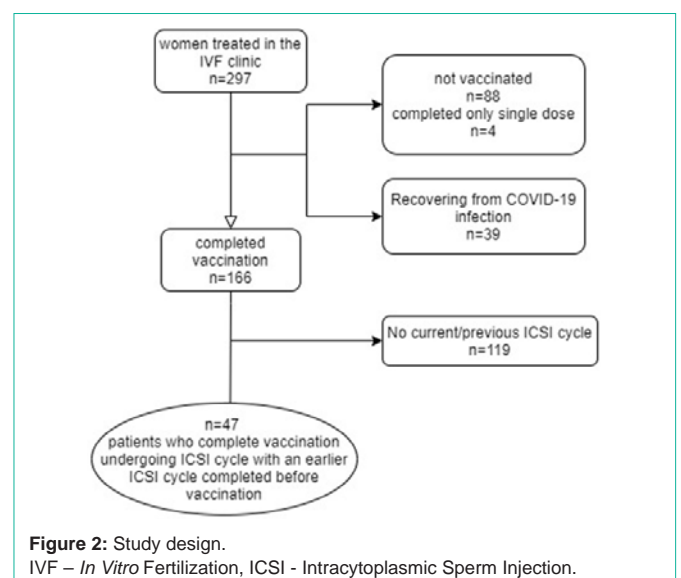 women treated in the
IVF clinic
n=297
not vaccinated
n=88
completed only single dose
n=4
Recovering from COVID-19
infection
n=39
completed
vaccination
n=166
No current/previous ICSI cycle
n=119
n=47
patients who complete vaccination
undergoing ICSI cycle with an earlier
ICSI cycle completed before
vaccination
Figure 2: Study design.
IVF – In Vitro Fertilization, ICSI - Intracytoplasmic Sperm Injection.